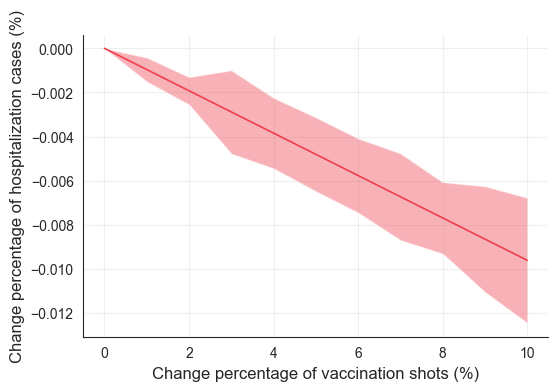 Change percentage of hospitalization cases (%)
0.000
−0.002
−0.004
−0.006
−0.008
−0.010
−0.012
0 2 4 6 8 10
Change percentage of vaccination shots (%)